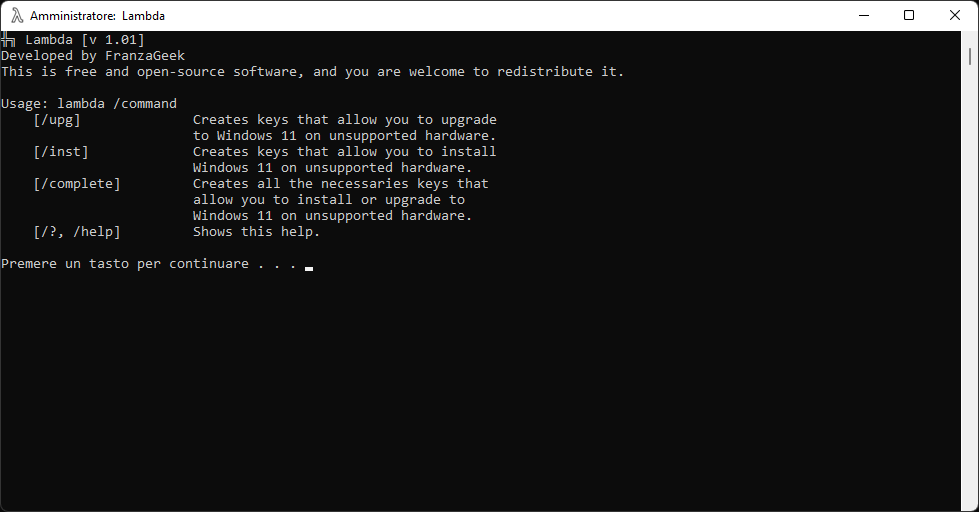 Amministratore: Lambda
╬╗ Lambda [v 1.01]
Developed by FranzaGeek
This is free and open-source software, and you are welcome to redistribute it.
Usage: lambda /command
[/upg] Creates keys that allow you to upgrade
to Windows 11 on unsupported hardware.
[/inst] Creates keys that allow you to install
Windows 11 on unsupported hardware.
[/complete] Creates all the necessaries keys that
allow you to install or upgrade to
Windows 11 on unsupported hardware.
[/?, /help] Shows this help.
Premere un tasto per continuare . . .